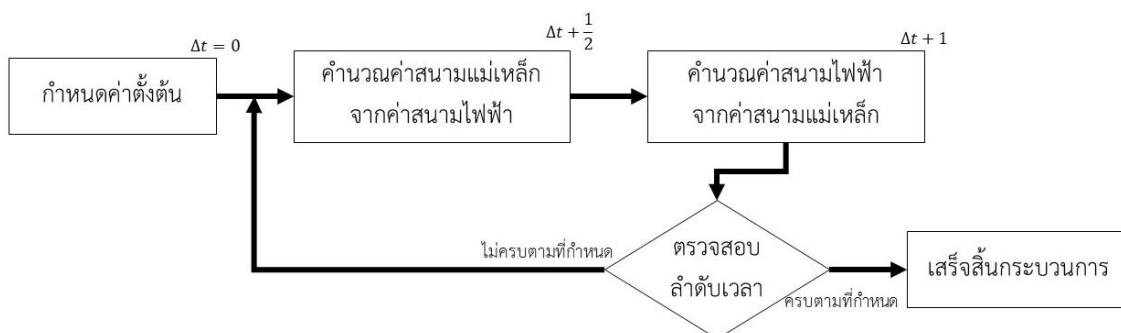 Δt = 0
กำหนดค่าตั้งต้น
Δt + 1/2
คำนวณค่าสนามแม่เหล็ก
จากค่าสนามไฟฟ้า
Δt + 1
คำนวณค่าสนามไฟฟ้า
จากค่าสนามแม่เหล็ก
ตรวจสอบ
ลำดับเวลา
ไม่ครบตามที่กำหนด
ครบตามที่กำหนด
เสร็จสิ้นกระบวนการ